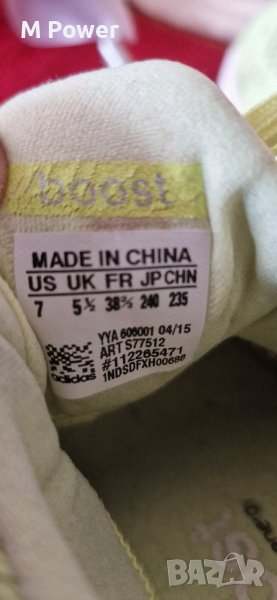 M Power
boost
MADE IN CHINA
US UK FR JP CHN
7 5½ 38⅔ 240 235
YYA 606001 04/15
ART S77512
#112265471
1NDSDFXH00688
adidas
energy
BAZAR.BG